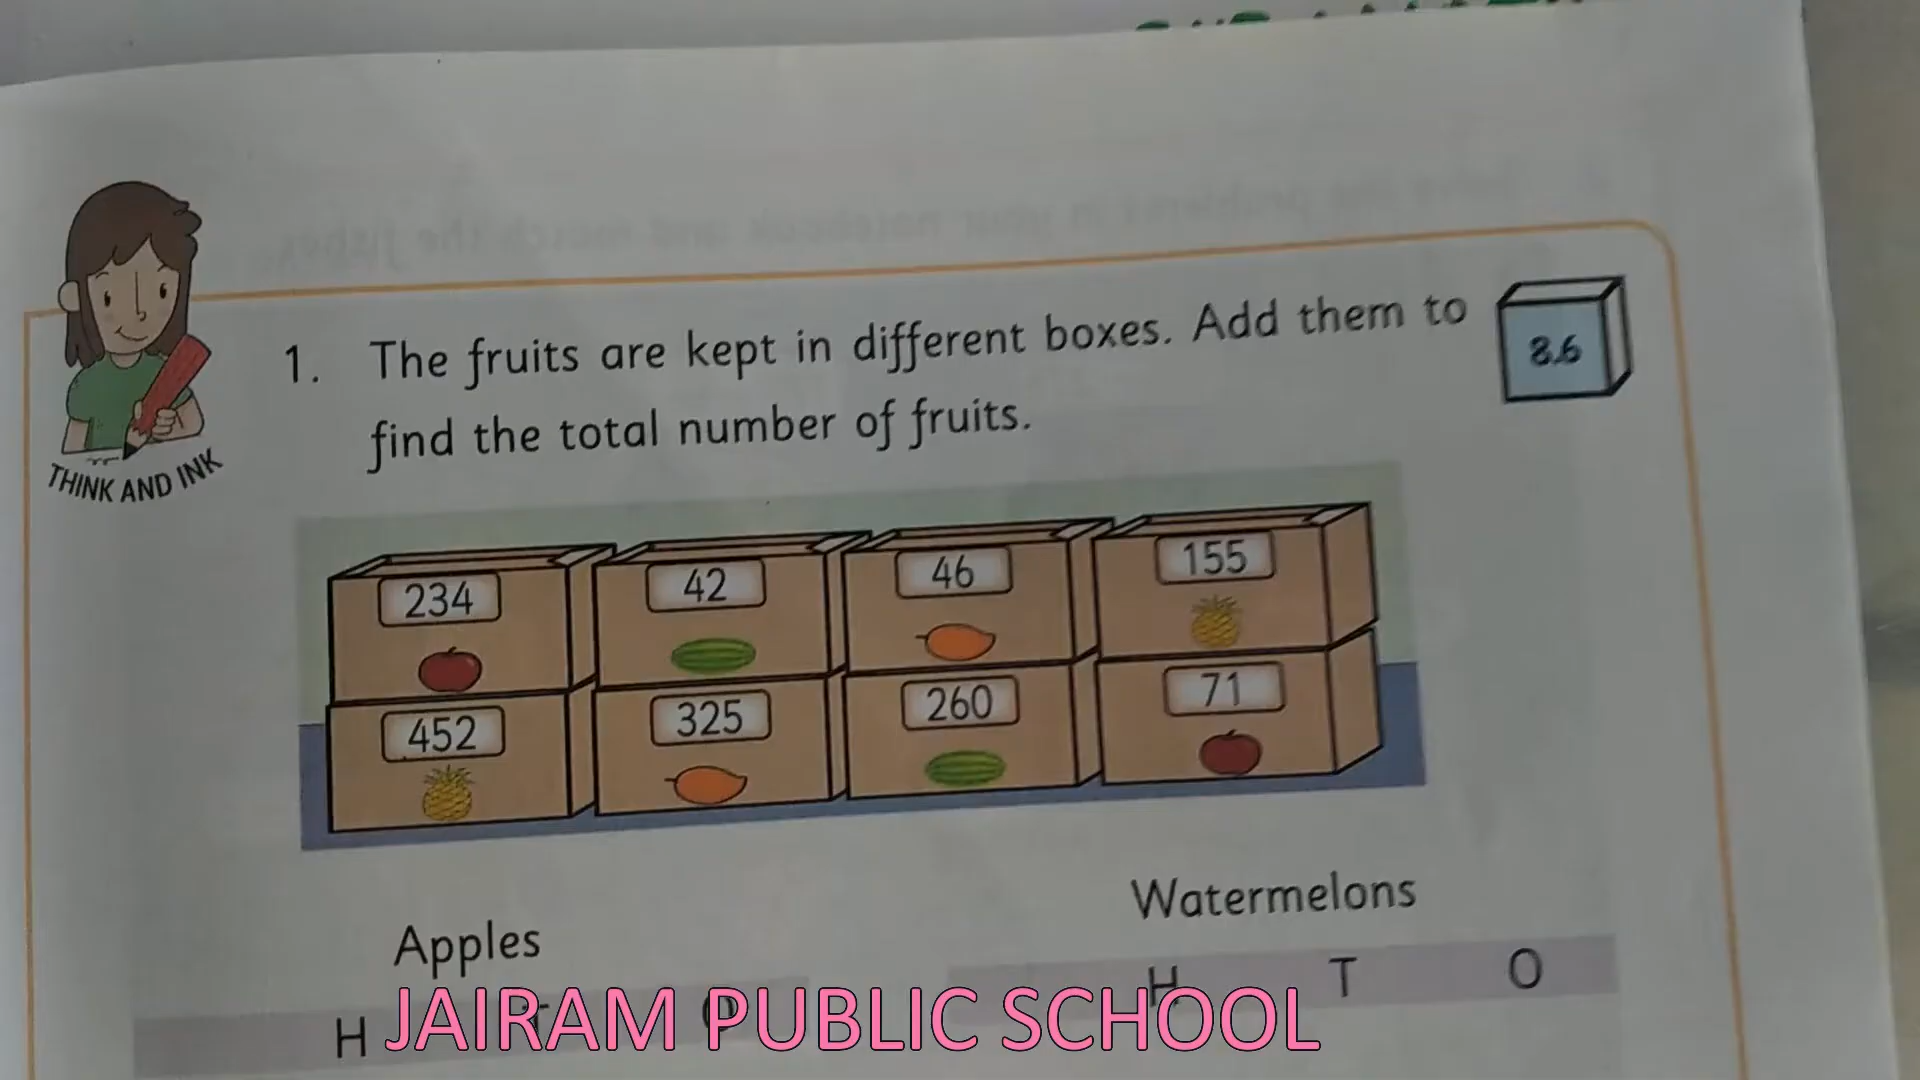 1. The fruits are kept in different boxes. Add them to
find the total number of fruits.
8.6
THINK AND INK
234 42 46 155
452 325 260 71
Apples
Watermelons
H T O
H T O
JAIRAM PUBLIC SCHOOL